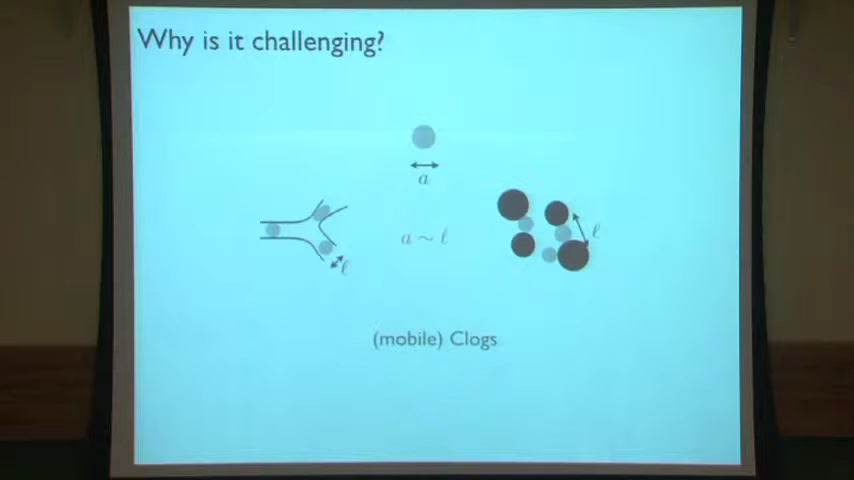 Why is it challenging?
a
a ~ ℓ
ℓ
ℓ
(mobile) Clogs